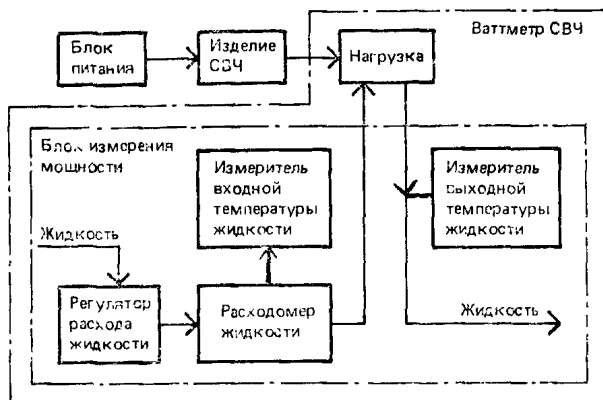 Ваттметр СВЧ
Блок
питания
Изделие
СВЧ
Нагрузка
Блок измерения
мощности
Измеритель
входной
температуры
жидкости
Измеритель
выходной
температуры
жидкости
Жидкость
Регулятор
расхода
жидкости
Расходомер
жидкости
Жидкость